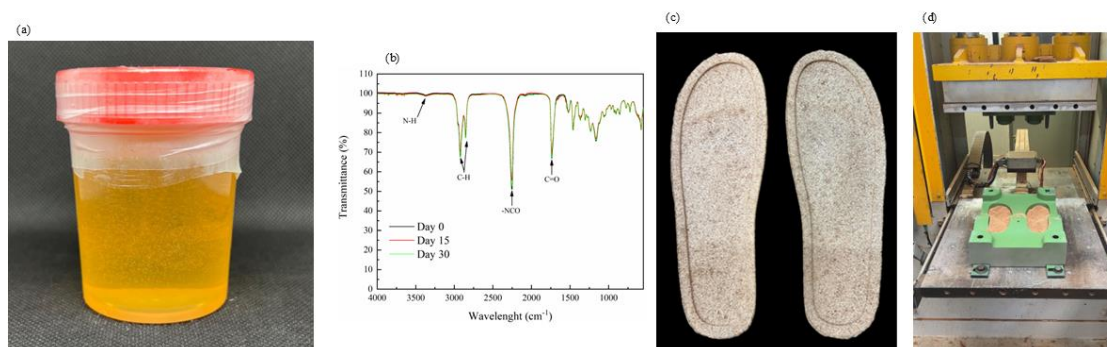 (a)
(b)
110
100
90
80
70
60
50
40
30
20
10
0
Transmittance (%)
N-H
C-H
-NCO
C=O
Day 0
Day 15
Day 30
4000 3500 3000 2500 2000 1500 1000
Wavelenght (cm⁻¹)
(c)
(d)